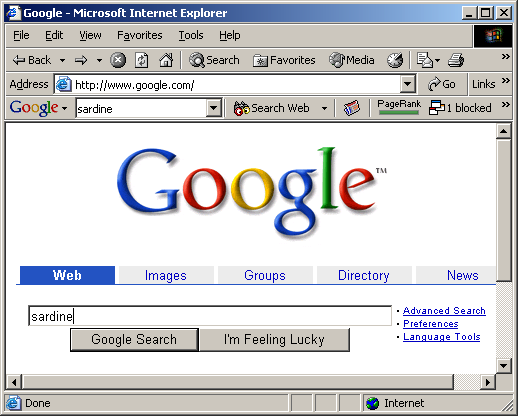 Google - Microsoft Internet Explorer
File Edit View Favorites Tools Help
Back Search Favorites Media
Address http://www.google.com/ Go Links
Google sardine Search Web PageRank 1 blocked
Google™
Web Images Groups Directory News
sardine
Advanced Search
Preferences
Language Tools
Google Search I'm Feeling Lucky
Done Internet